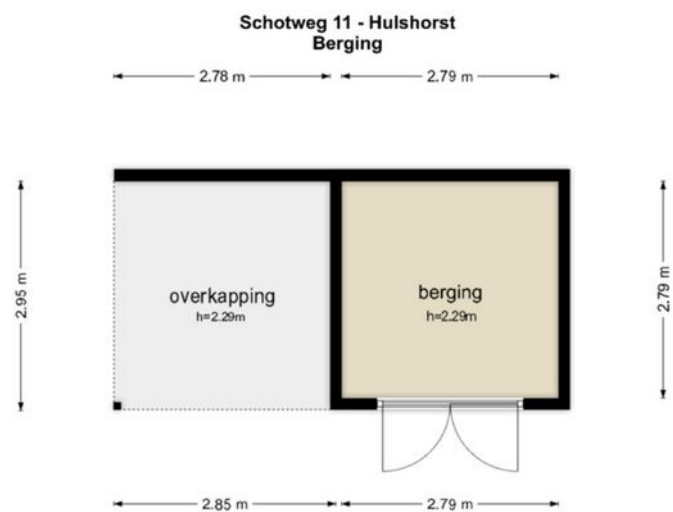 Schotweg 11 - Hulshorst
Berging
2.78 m
2.79 m
2.95 m
2.79 m
overkapping
h=2.29m
berging
h=2.29m
2.85 m
2.79 m